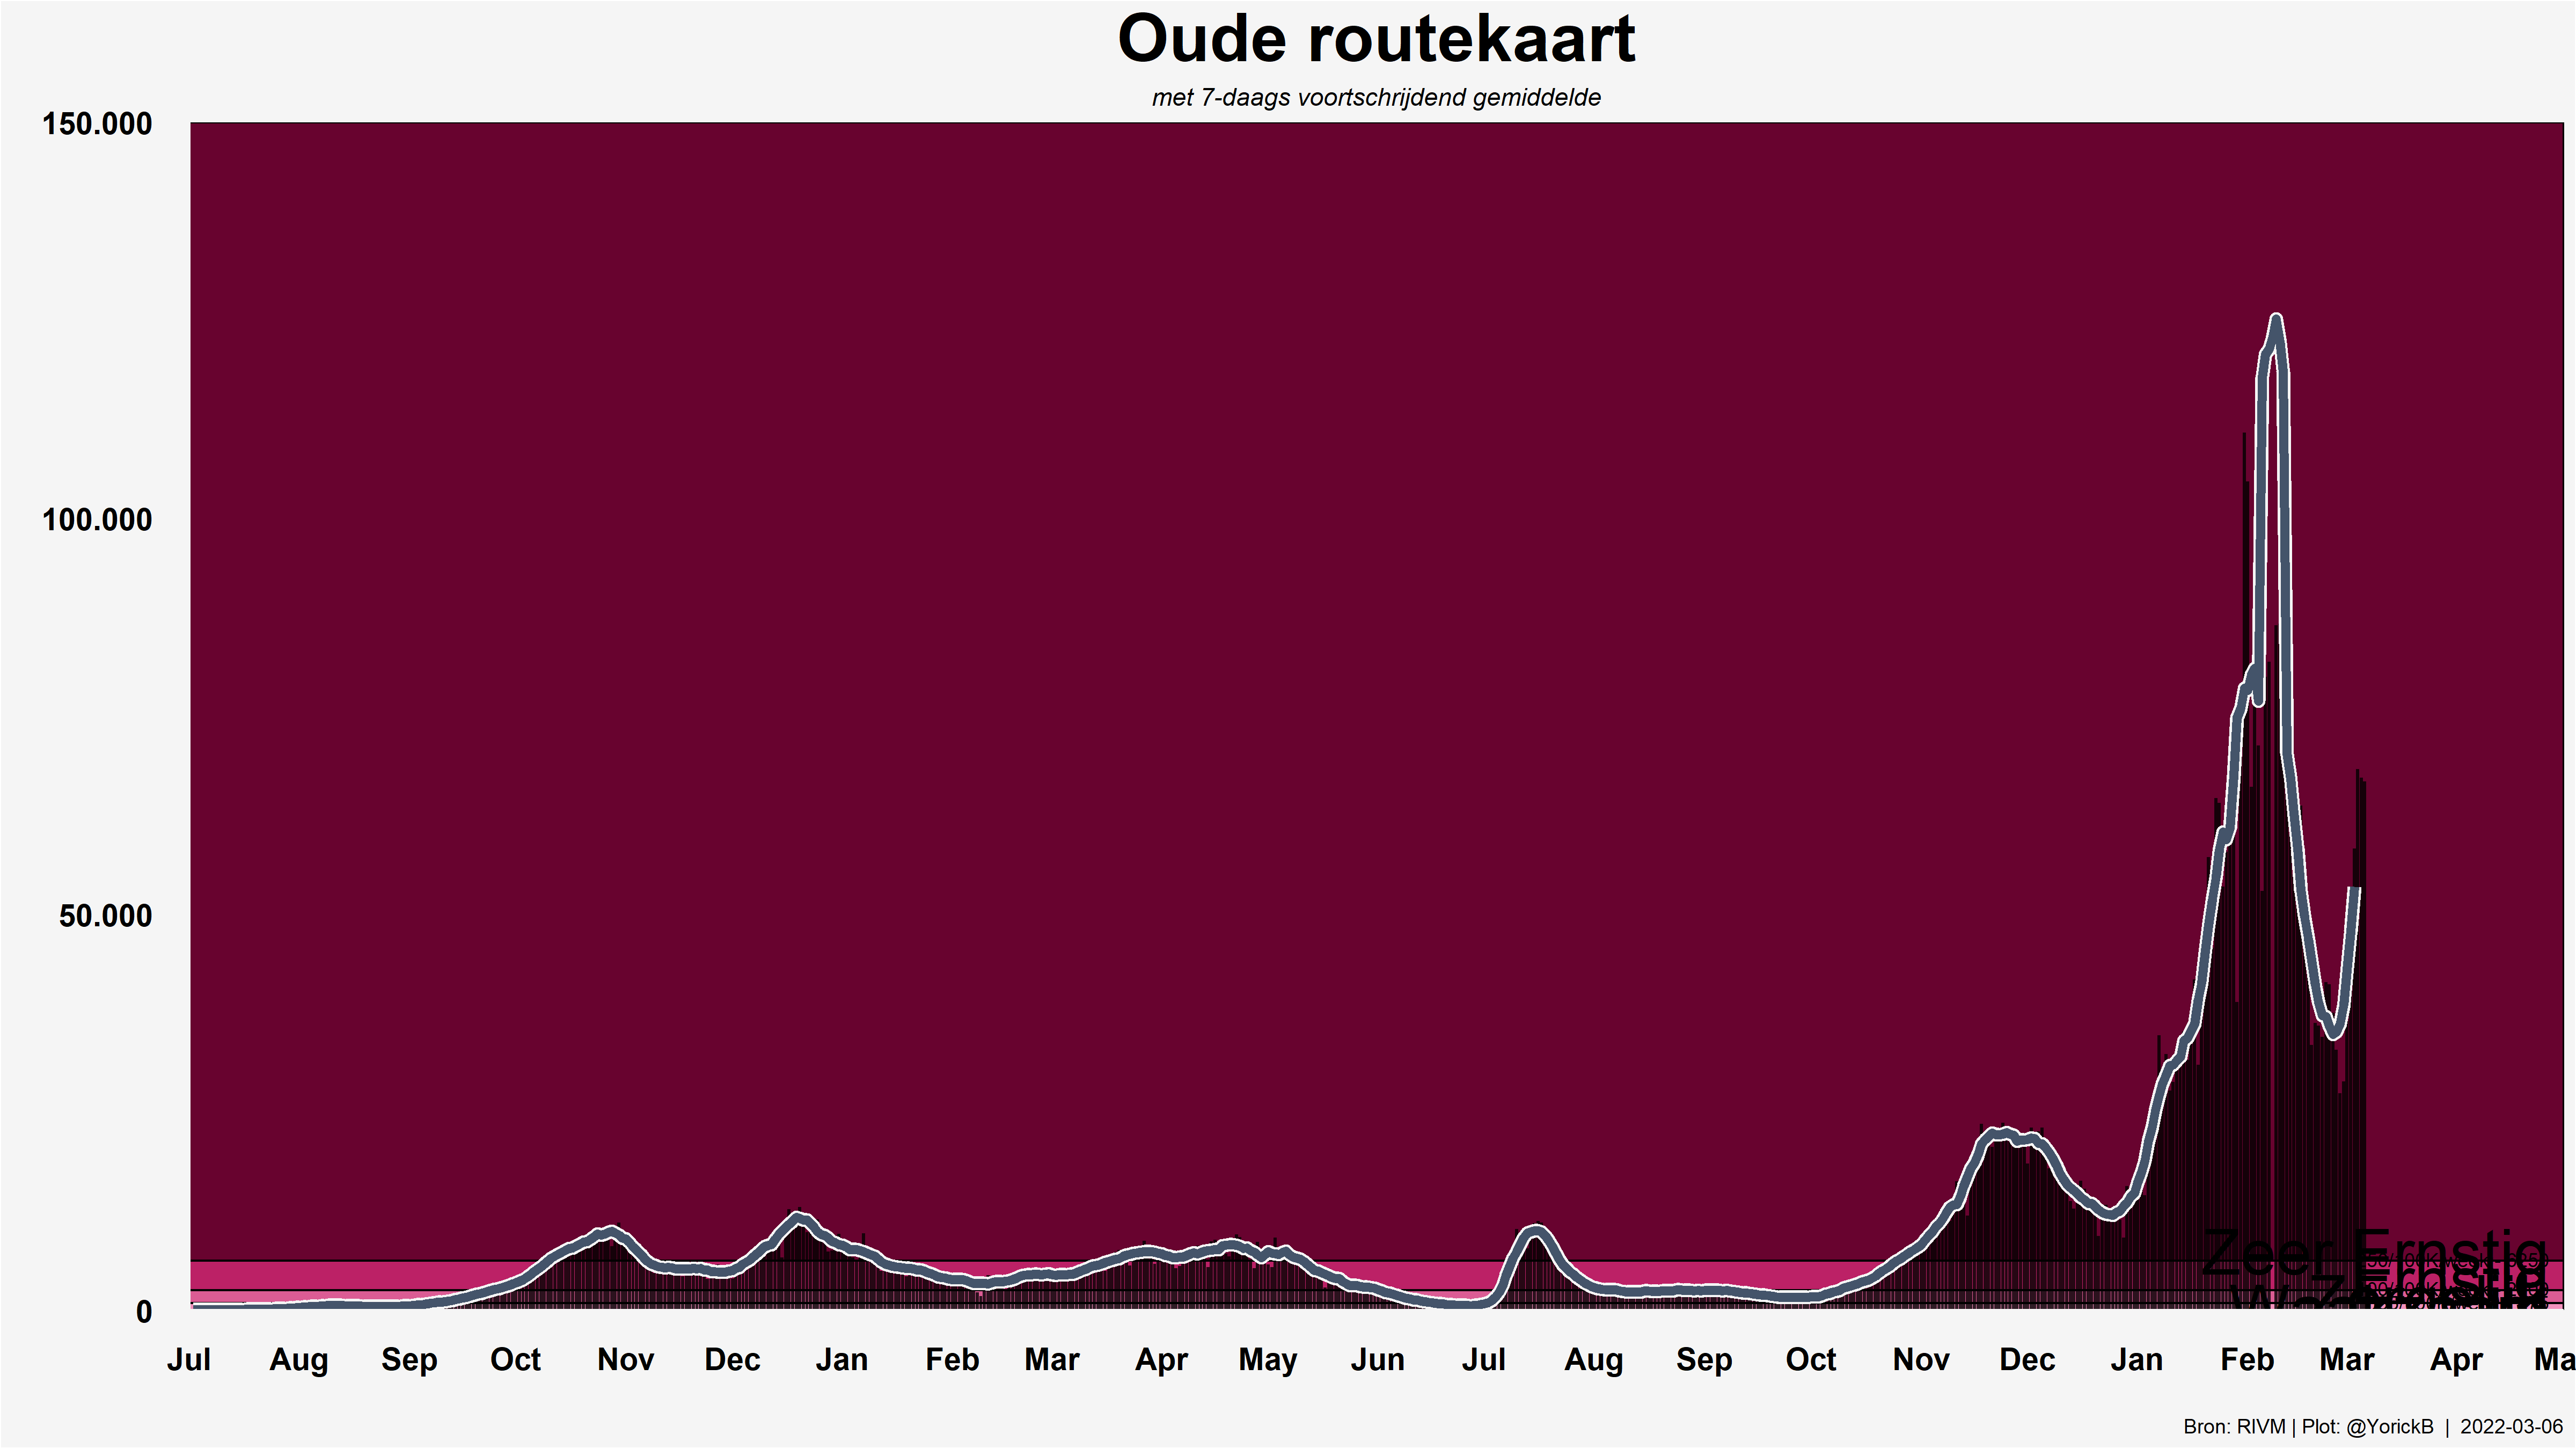 Oude routekaart
met 7-daags voortschrijdend gemiddelde
150.000
100.000
50.000
0
Zeer Ernstig
Ernstig
Jul Aug Sep Oct Nov Dec Jan Feb Mar Apr May Jun Jul Aug Sep Oct Nov Dec Jan Feb Mar Apr Ma
Bron: RIVM | Plot: @YorickB | 2022-03-06